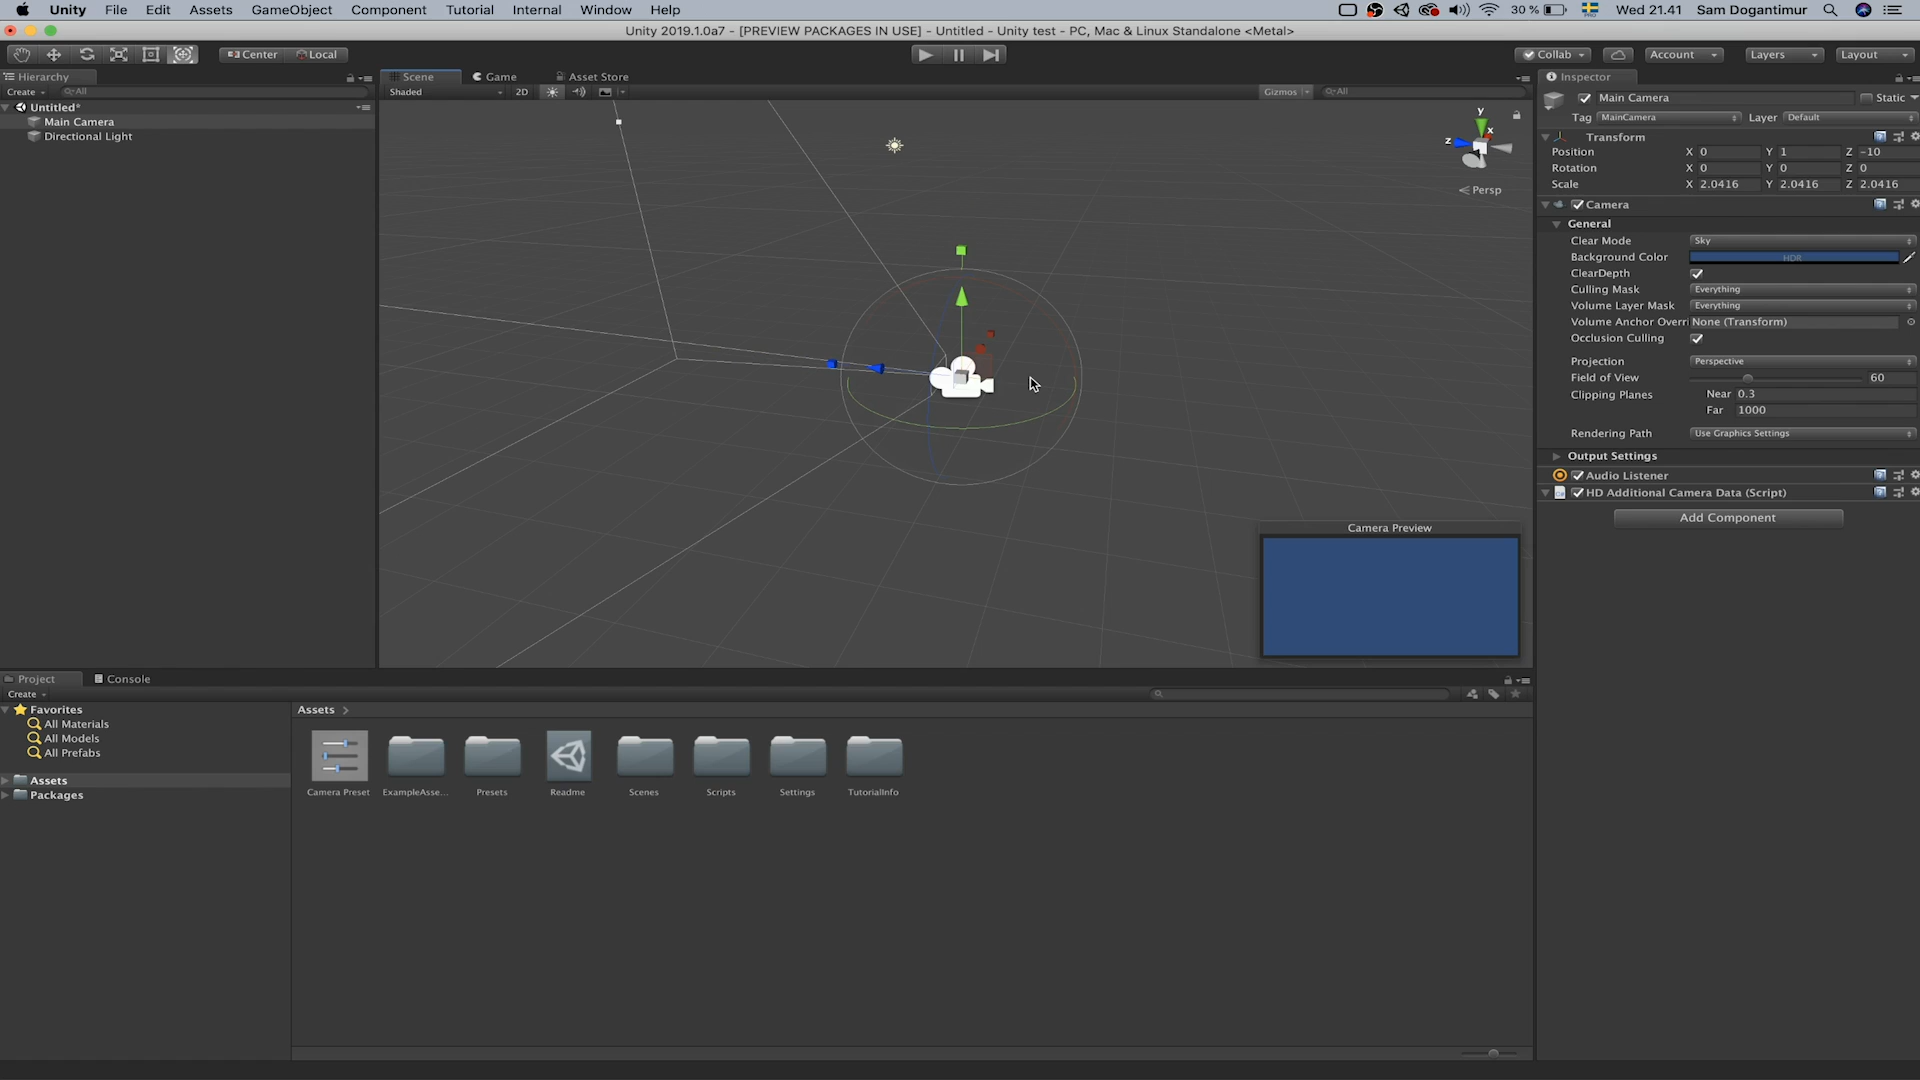 Unity File Edit Assets GameObject Component Tutorial Internal Window Help 30 % Wed 21.41 Sam Dogantimur
Unity 2019.1.0a7 - [PREVIEW PACKAGES IN USE] - Untitled - Unity test - PC, Mac & Linux Standalone <Metal>
Center Local Collab Account Layers Layout
Hierarchy Scene Game Asset Store Inspector
Create All Shaded 2D Gizmos All
Untitled*
Main Camera
Directional Light
y
x
z
Persp
Main Camera Static
Tag MainCamera Layer Default
Transform
Position X 0 Y 1 Z -10
Rotation X 0 Y 0 Z 0
Scale X 2.0416 Y 2.0416 Z 2.0416
Camera
General
Clear Mode Sky
Background Color HDR
ClearDepth
Culling Mask Everything
Volume Layer Mask Everything
Volume Anchor Overri None (Transform)
Occlusion Culling
Projection Perspective
Field of View 60
Clipping Planes Near 0.3
Far 1000
Rendering Path Use Graphics Settings
Output Settings
Audio Listener
HD Additional Camera Data (Script)
Add Component
Camera Preview
Project Console
Create
Favorites
All Materials
All Models
All Prefabs
Assets
Packages
Assets
Camera Preset ExampleAsse... Presets Readme Scenes Scripts Settings TutorialInfo